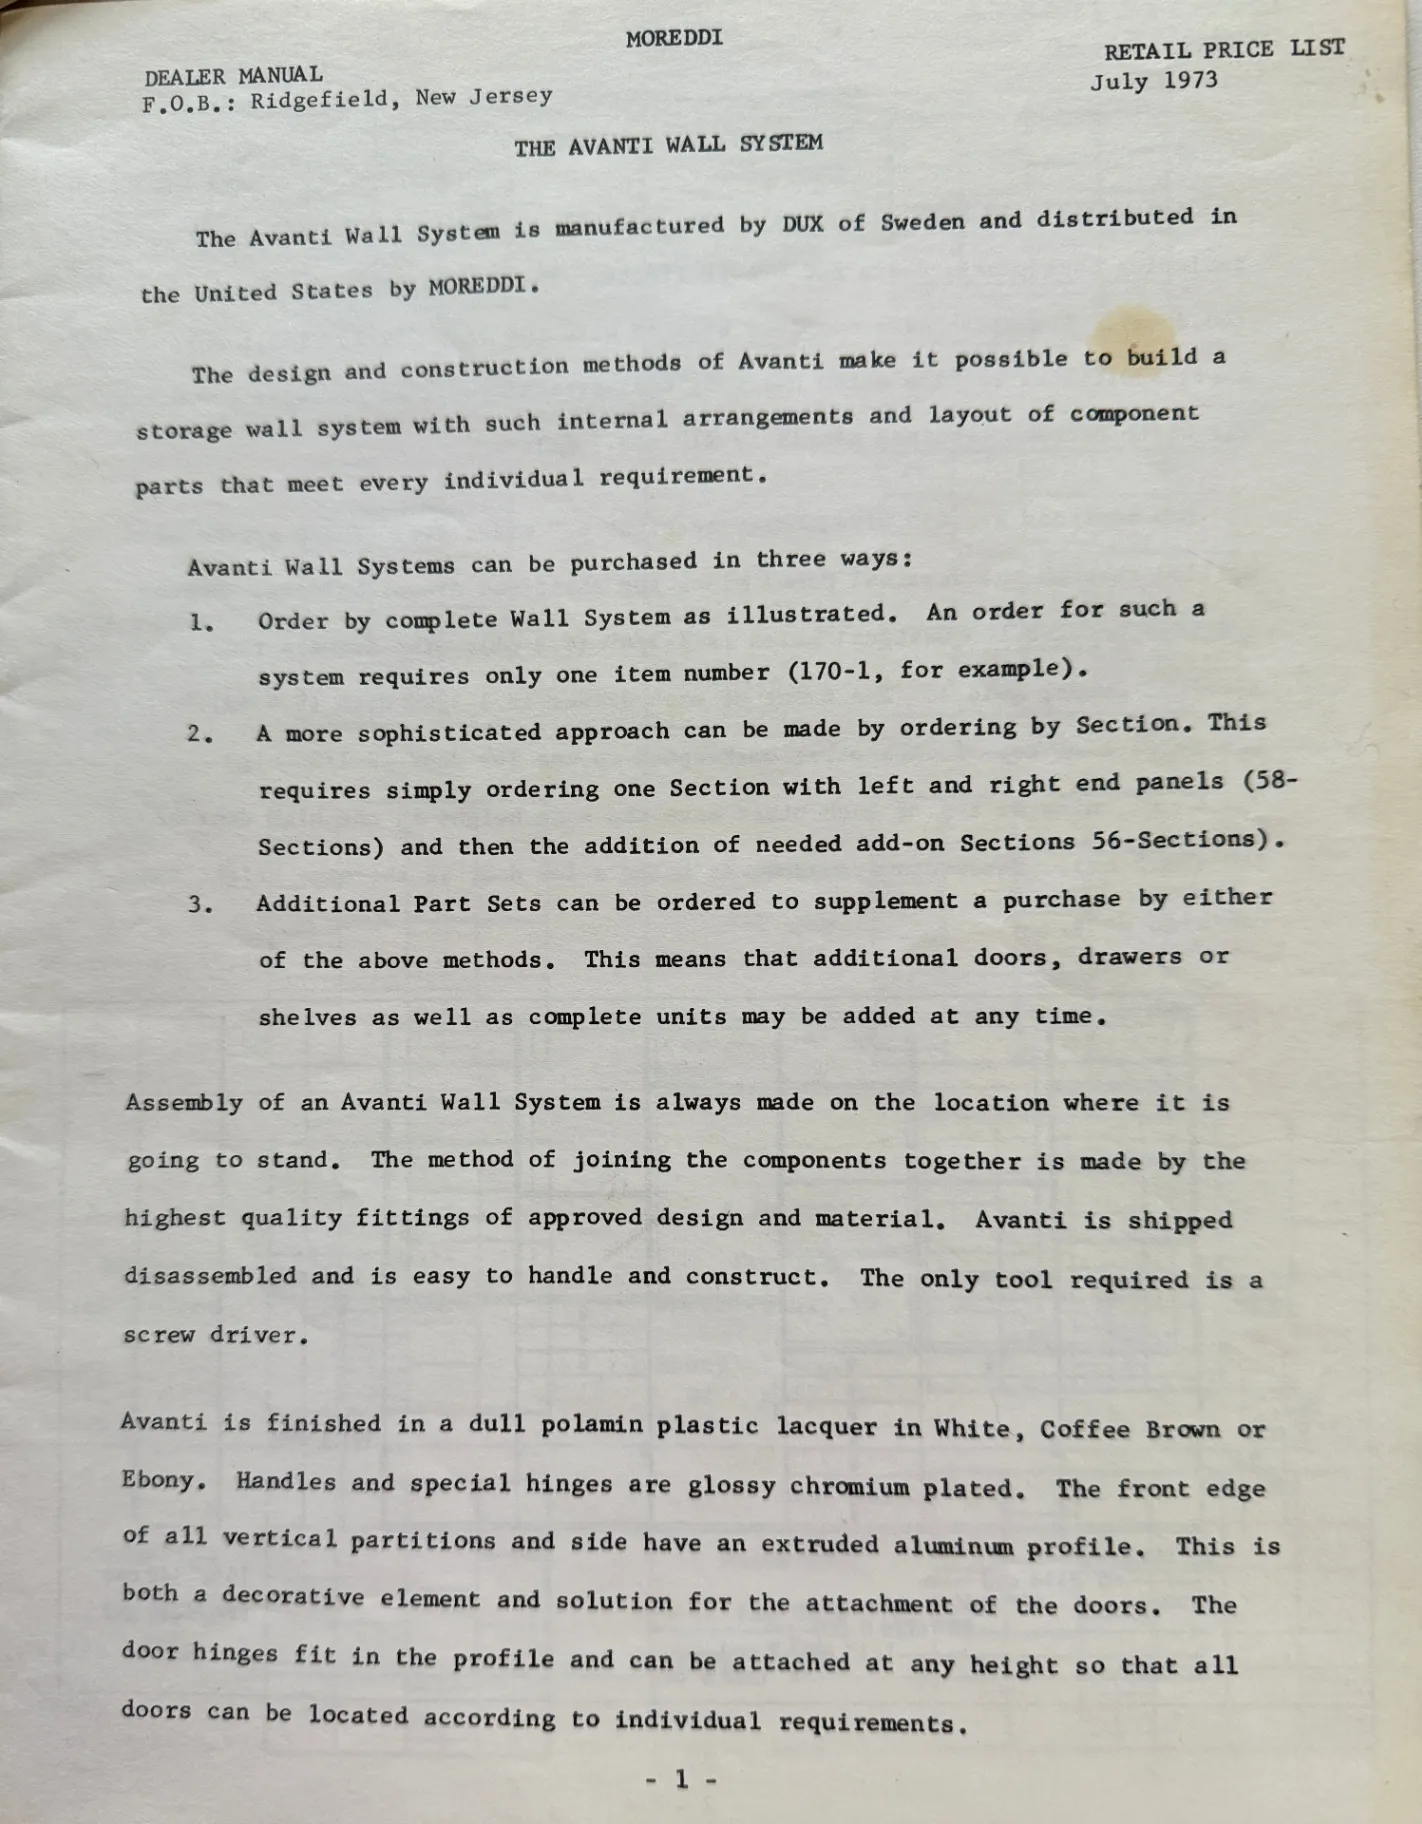 MOREDDI
DEALER MANUAL
RETAIL PRICE LIST
F.O.B.: Ridgefield, New Jersey
July 1973
THE AVANTI WALL SYSTEM
The Avanti Wall System is manufactured by DUX of Sweden and distributed in
the United States by MOREDDI.
The design and construction methods of Avanti make it possible to build a
storage wall system with such internal arrangements and layout of component
parts that meet every individual requirement.
Avanti Wall Systems can be purchased in three ways:
1. Order by complete Wall System as illustrated. An order for such a
system requires only one item number (170-1, for example).
2. A more sophisticated approach can be made by ordering by Section. This
requires simply ordering one Section with left and right end panels (58-
Sections) and then the addition of needed add-on Sections 56-Sections).
3. Additional Part Sets can be ordered to supplement a purchase by either
of the above methods. This means that additional doors, drawers or
shelves as well as complete units may be added at any time.
Assembly of an Avanti Wall System is always made on the location where it is
going to stand. The method of joining the components together is made by the
highest quality fittings of approved design and material. Avanti is shipped
disassembled and is easy to handle and construct. The only tool required is a
screw driver.
Avanti is finished in a dull polamin plastic lacquer in White, Coffee Brown or
Ebony. Handles and special hinges are glossy chromium plated. The front edge
of all vertical partitions and side have an extruded aluminum profile. This is
both a decorative element and solution for the attachment of the doors. The
door hinges fit in the profile and can be attached at any height so that all
doors can be located according to individual requirements.
- 1 -